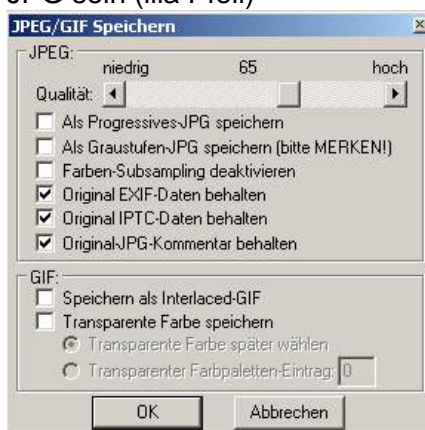 JPEG/GIF Speichern
JPEG:
niedrig 65 hoch
Qualität:
Als Progressives-JPG speichern
Als Graustufen-JPG speichern (bitte MERKEN!)
Farben-Subsampling deaktivieren
Original EXIF-Daten behalten
Original IPTC-Daten behalten
Original-JPG-Kommentar behalten
GIF:
Speichern als Interlaced-GIF
Transparente Farbe speichern
Transparente Farbe später wählen
Transparenter Farbpaletten-Eintrag: 0
OK Abbrechen